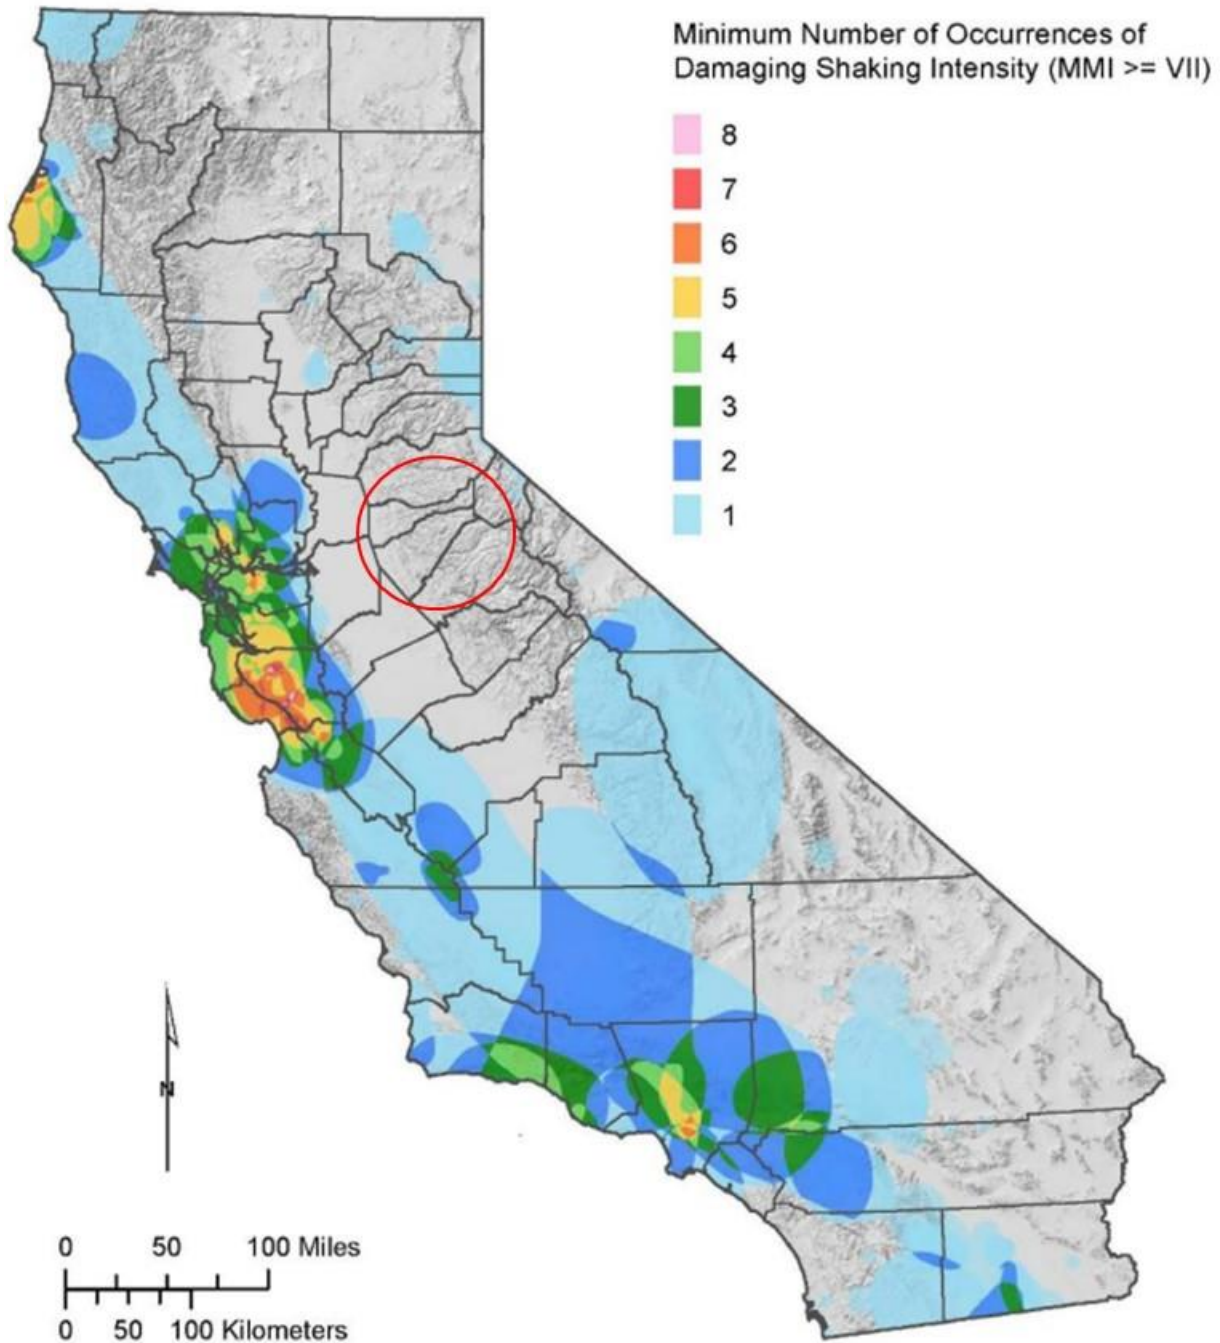 Minimum Number of Occurrences of
Damaging Shaking Intensity (MMI >= VII)
8
7
6
5
4
3
2
1
N
0 50 100 Miles
0 50 100 Kilometers